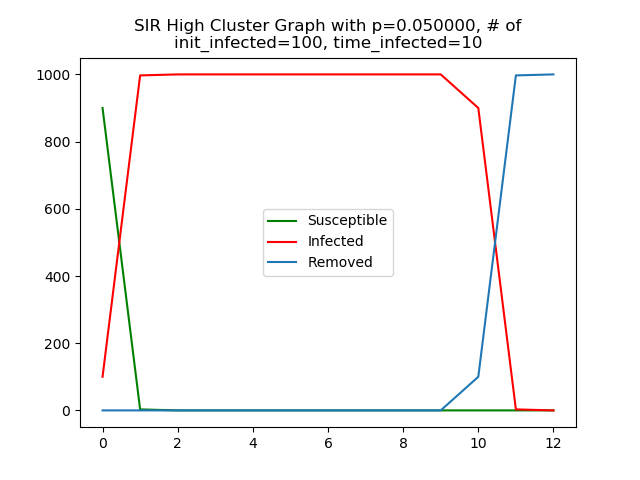 SIR High Cluster Graph with p=0.050000, # of
init_infected=100, time_infected=10
1000
800
600
400
200
0
Susceptible
Infected
Removed
0 2 4 6 8 10 12